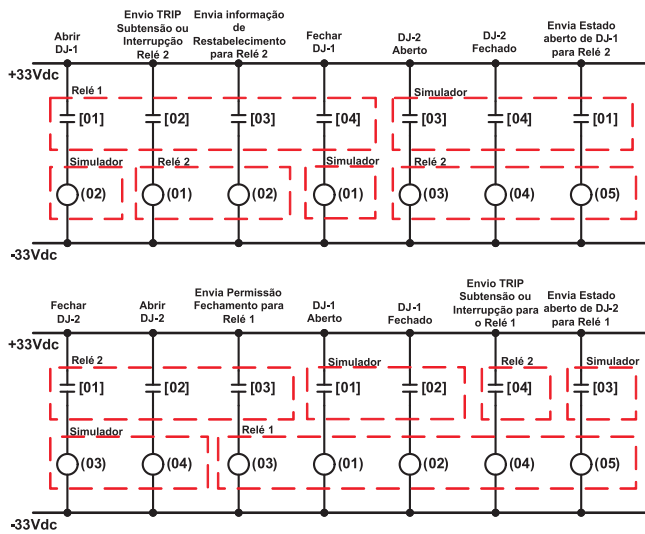 Abrir
DJ-1
Envio TRIP
Subtensão ou
Interrupção
Relé 2
Envia informação
de
Restabelecimento
para Relé 2
Fechar
DJ-1
DJ-2
Aberto
DJ-2
Fechado
Envia Estado
aberto de DJ-1
para Relé 2
+33Vdc
Relé 1
Simulador
[01]
[02]
[03]
[04]
[03]
[04]
[01]
Simulador
Relé 2
Simulador
Relé 2
(02)
(01)
(02)
(01)
(03)
(04)
(05)
-33Vdc
Fechar
DJ-2
Abrir
DJ-2
Envia Permissão
Fechamento para
Relé 1
DJ-1
Aberto
DJ-1
Fechado
Envio TRIP
Subtensão ou
Interrupção para
o Relé 1
Envia Estado
aberto de DJ-2
para Relé 1
+33Vdc
Relé 2
Simulador
Relé 2
Simulador
[01]
[02]
[03]
[01]
[02]
[04]
[03]
Simulador
Relé 1
(03)
(04)
(03)
(01)
(02)
(04)
(05)
-33Vdc